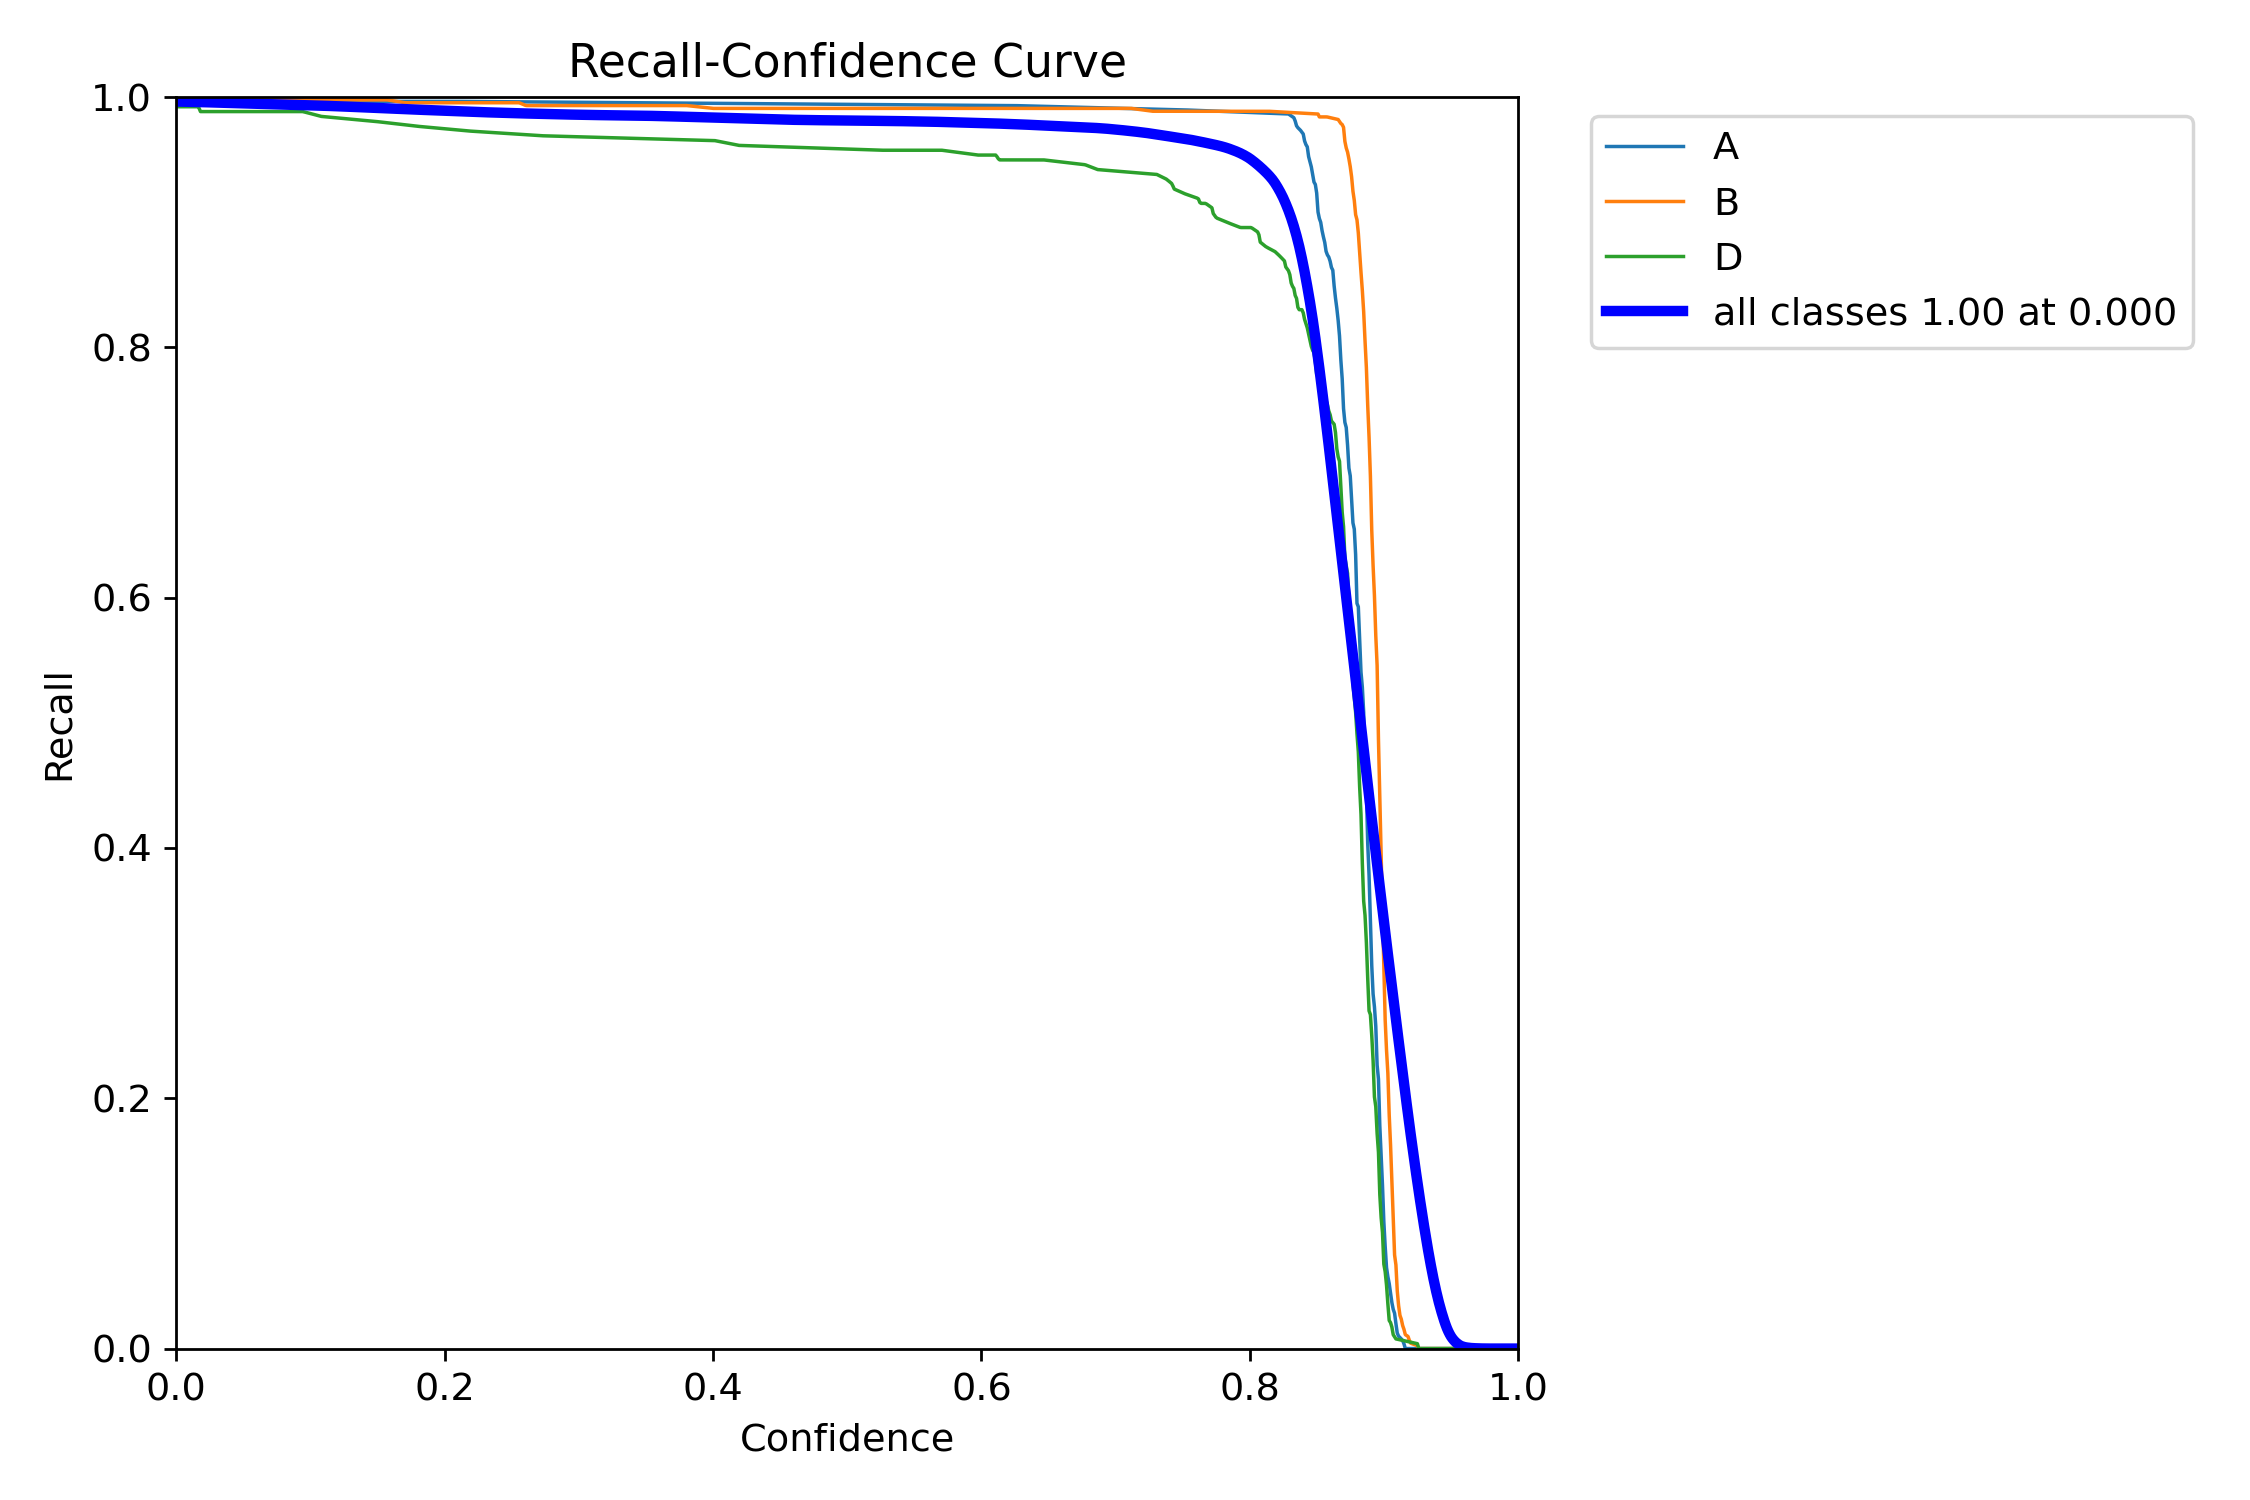 Recall-Confidence Curve
1.0
0.8
0.6
0.4
0.2
0.0
Recall
0.0 0.2 0.4 0.6 0.8 1.0
Confidence
A
B
D
all classes 1.00 at 0.000